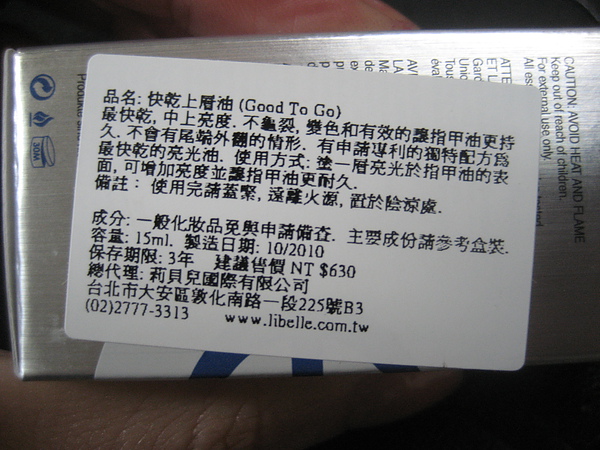 品名: 快乾上層油 (Good To Go)
最快乾, 中上亮度. 不龜裂, 變色和有效的讓指甲油更持
久. 不會有尾端外翻的情形. 有申請專利的獨特配方為
最快乾的亮光油. 使用方式: 塗一層亮光於指甲油的表
面, 可增加亮度並讓指甲油更耐久.
備註: 使用完請蓋緊, 遠離火源, 置於陰涼處.
成分: 一般化妝品免與申請備查. 主要成份請參考盒裝.
容量: 15ml. 製造日期: 10/2010
保存期限: 3年 建議售價 NT $630
總代理: 莉貝兒國際有限公司
台北市大安區敦化南路一段225號B3
(02)2777-3313 www.libelle.com.tw
CAUTION: AVOID HEAT AND FLAME
Keep out of reach of children.
For external use only.
30M